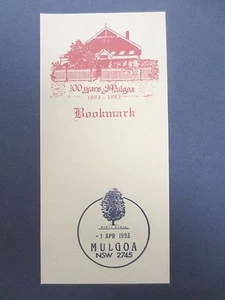 100 years Mulgoa
1893 - 1993
Bookmark
- 1 APR 1993
MULGOA
NSW 2745